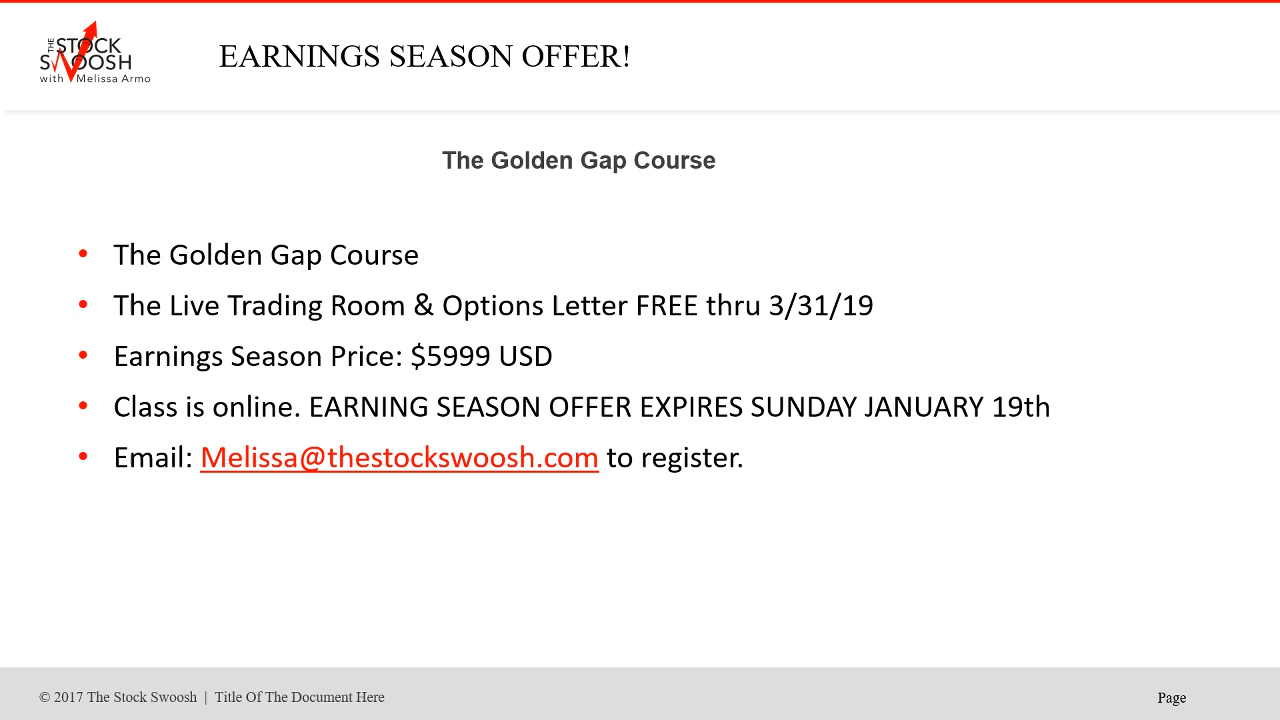 THE STOCK
SWOOSH
with Melissa Armo
EARNINGS SEASON OFFER!
The Golden Gap Course
• The Golden Gap Course
• The Live Trading Room & Options Letter FREE thru 3/31/19
• Earnings Season Price: $5999 USD
• Class is online. EARNING SEASON OFFER EXPIRES SUNDAY JANUARY 19th
• Email: Melissa@thestockswoosh.com to register.
© 2017 The Stock Swoosh | Title Of The Document Here
Page